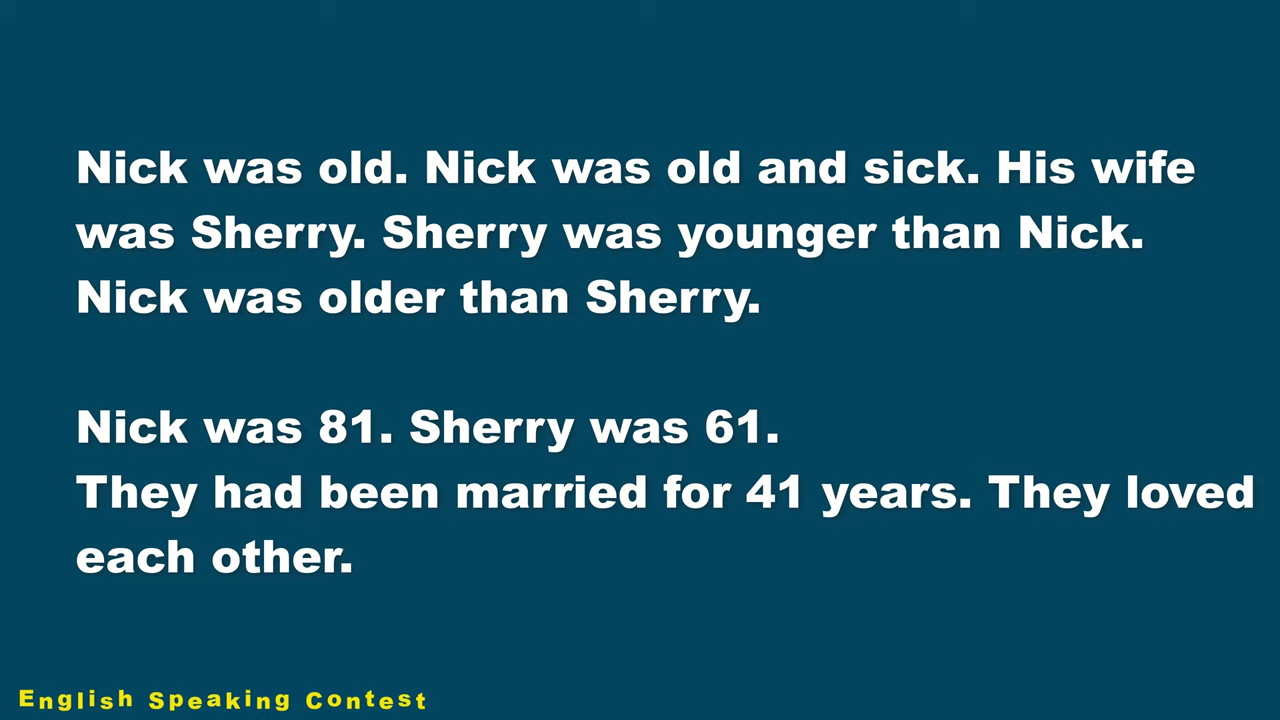 Nick was old. Nick was old and sick. His wife
was Sherry. Sherry was younger than Nick.
Nick was older than Sherry.
Nick was 81. Sherry was 61.
They had been married for 41 years. They loved
each other.
English Speaking Contest